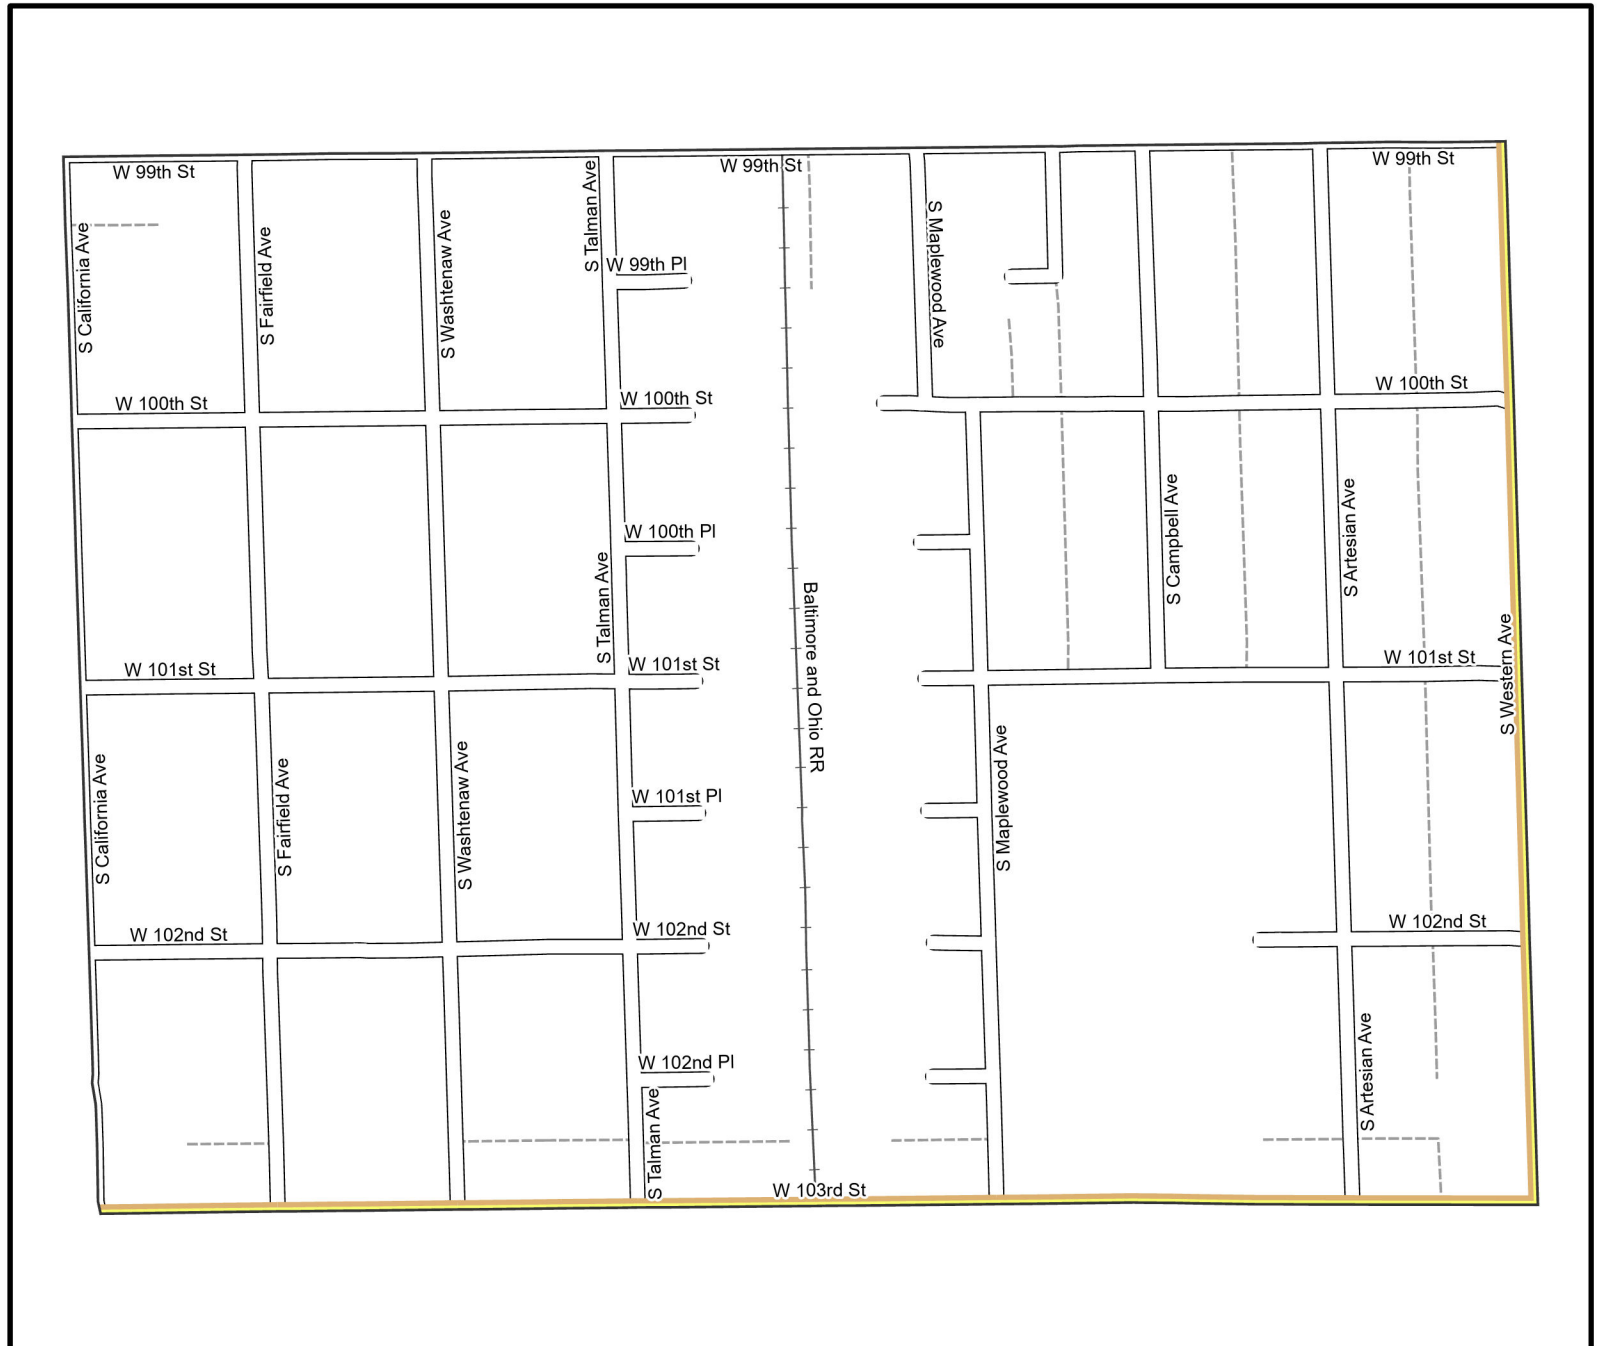 W 99th St
W 99th St
W 99th St
S California Ave
S Fairfield Ave
S Washtenaw Ave
S Talman Ave
W 99th Pl
S Maplewood Ave
W 100th St
W 100th St
W 100th St
W 100th Pl
S Talman Ave
Baltimore and Ohio RR
S Campbell Ave
S Artesian Ave
W 101st St
W 101st St
W 101st St
S Western Ave
S California Ave
S Fairfield Ave
S Washtenaw Ave
W 101st Pl
S Maplewood Ave
W 102nd St
W 102nd St
W 102nd St
W 102nd Pl
S Talman Ave
S Artesian Ave
W 103rd St